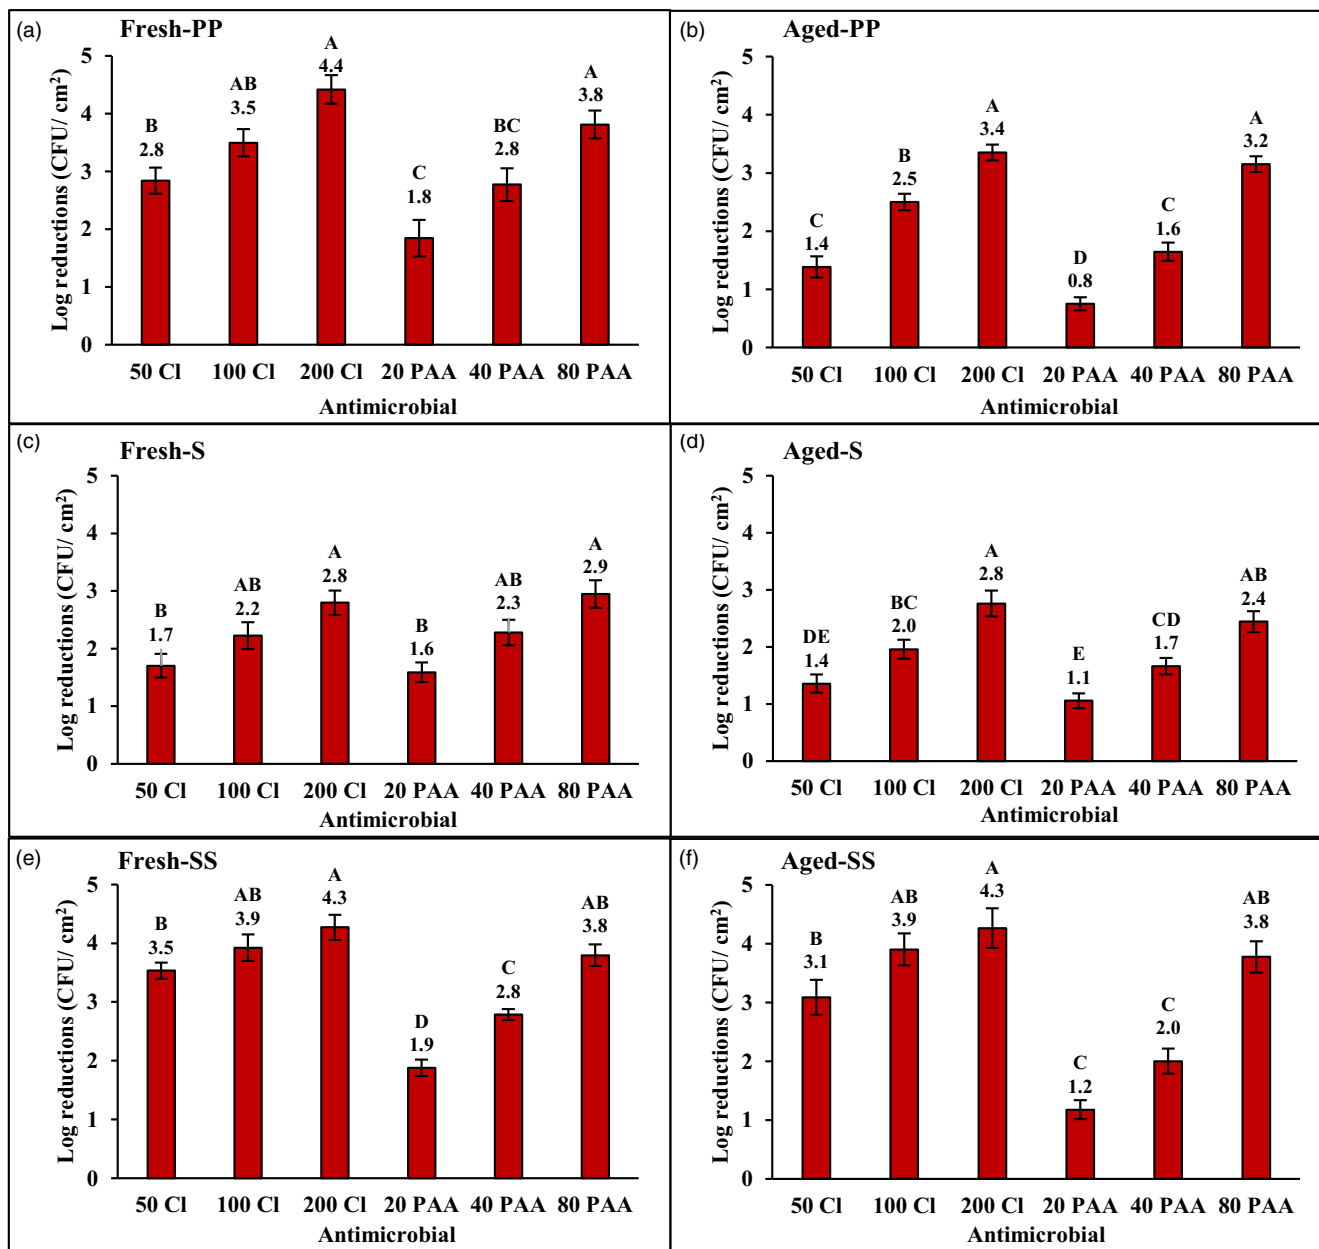 (a) Fresh-PP
Log reductions (CFU/ cm²)
5
4
3
2
1
0
B
2.8
AB
3.5
A
4.4
C
1.8
BC
2.8
A
3.8
50 Cl 100 Cl 200 Cl 20 PAA 40 PAA 80 PAA
Antimicrobial
(b) Aged-PP
Log reductions (CFU/ cm²)
5
4
3
2
1
0
C
1.4
B
2.5
A
3.4
D
0.8
C
1.6
A
3.2
50 Cl 100 Cl 200 Cl 20 PAA 40 PAA 80 PAA
Antimicrobial
(c) Fresh-S
Log reductions (CFU/ cm²)
5
4
3
2
1
0
B
1.7
AB
2.2
A
2.8
B
1.6
AB
2.3
A
2.9
50 Cl 100 Cl 200 Cl 20 PAA 40 PAA 80 PAA
Antimicrobial
(d) Aged-S
Log reductions (CFU/ cm²)
5
4
3
2
1
0
DE
1.4
BC
2.0
A
2.8
E
1.1
CD
1.7
AB
2.4
50 Cl 100 Cl 200 Cl 20 PAA 40 PAA 80 PAA
Antimicrobial
(e) Fresh-SS
Log reductions (CFU/ cm²)
5
4
3
2
1
0
B
3.5
AB
3.9
A
4.3
D
1.9
C
2.8
AB
3.8
50 Cl 100 Cl 200 Cl 20 PAA 40 PAA 80 PAA
Antimicrobial
(f) Aged-SS
Log reductions (CFU/ cm²)
5
4
3
2
1
0
B
3.1
AB
3.9
A
4.3
C
1.2
C
2.0
AB
3.8
50 Cl 100 Cl 200 Cl 20 PAA 40 PAA 80 PAA
Antimicrobial